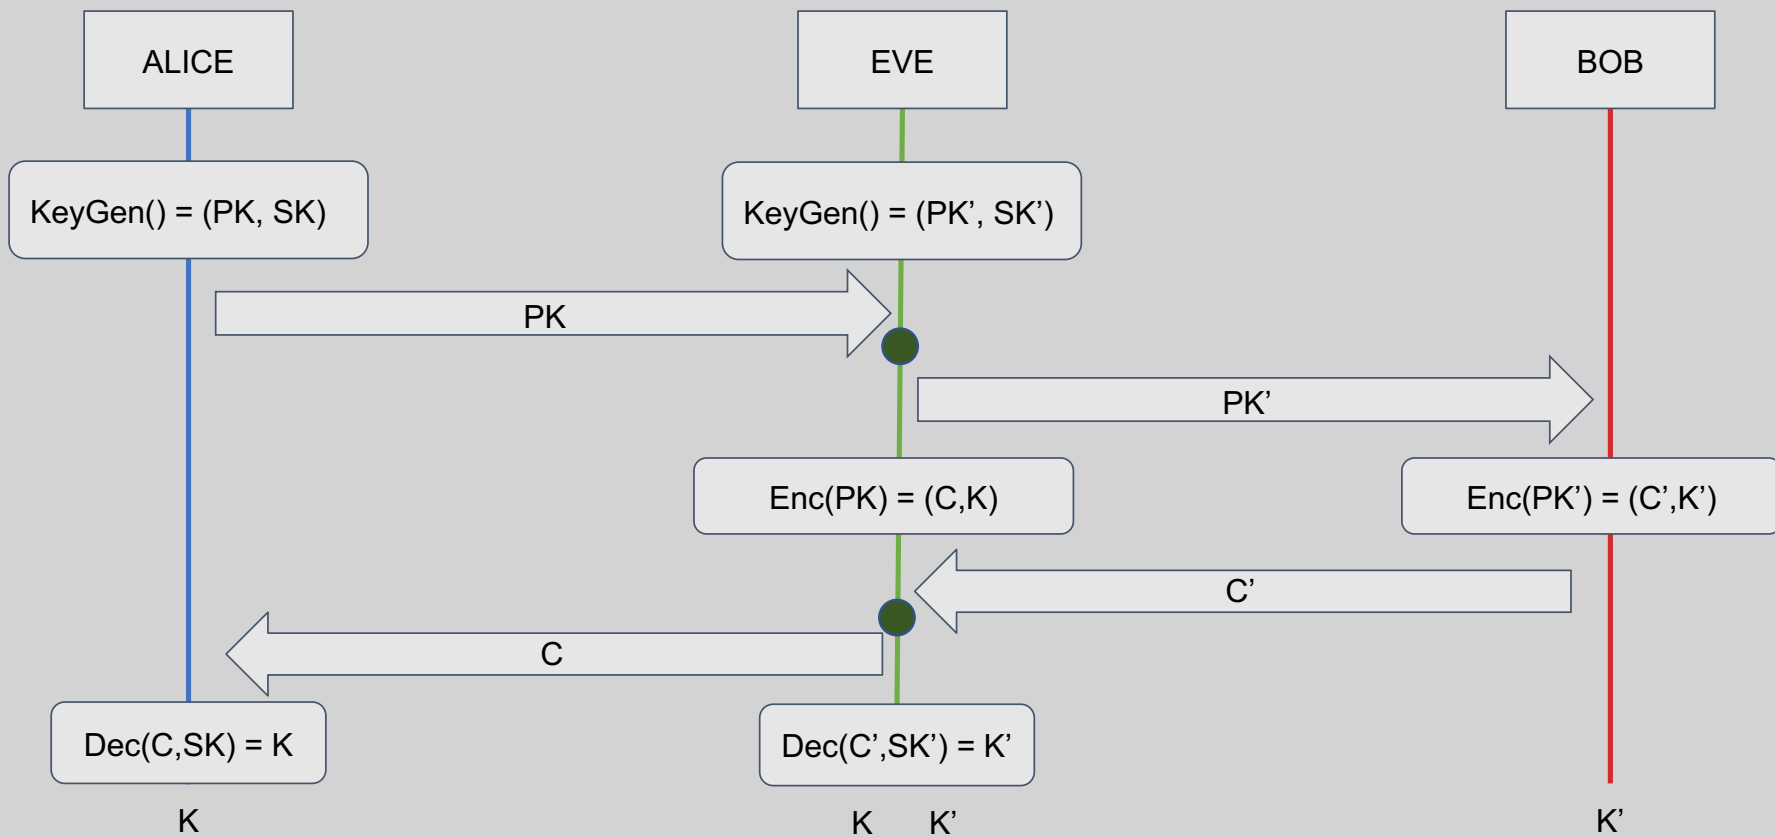 ALICE
EVE
BOB
KeyGen() = (PK, SK)
KeyGen() = (PK’, SK’)
PK
PK’
Enc(PK) = (C,K)
Enc(PK’) = (C’,K’)
C’
C
Dec(C,SK) = K
Dec(C’,SK’) = K’
K
K K’
K’